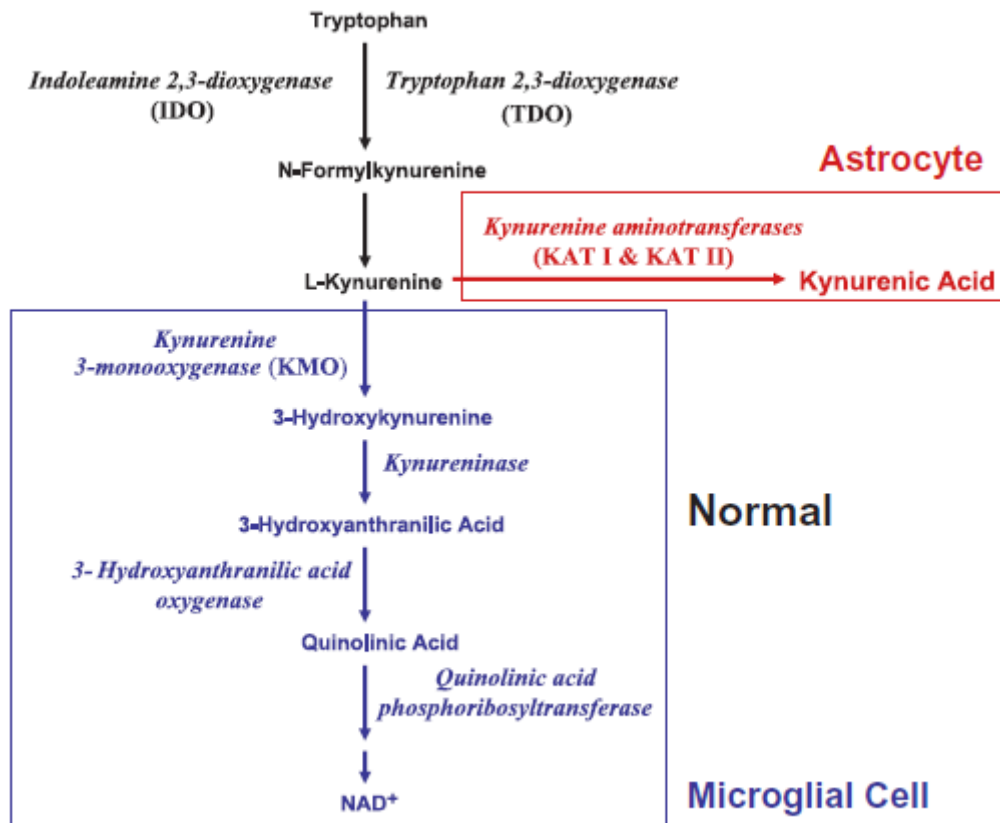 Tryptophan
Indoleamine 2,3-dioxygenase
(IDO)
Tryptophan 2,3-dioxygenase
(TDO)
N-Formylkynurenine
Astrocyte
Kynurenine aminotransferases
(KAT I & KAT II)
L-Kynurenine
Kynurenic Acid
Kynurenine
3-monooxygenase (KMO)
3-Hydroxykynurenine
Kynureninase
3-Hydroxyanthranilic Acid
Normal
3- Hydroxyanthranilic acid
oxygenase
Quinolinic Acid
Quinolinic acid
phosphoribosyltransferase
NAD⁺
Microglial Cell